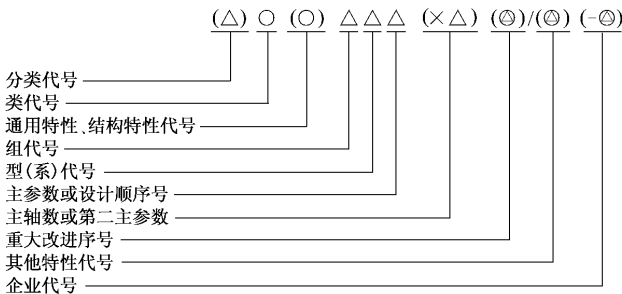 (△) ○ (○) △ △ △ (×△) (◎)/(◎) (-◎)
分类代号
类代号
通用特性、结构特性代号
组代号
型(系)代号
主参数或设计顺序号
主轴数或第二主参数
重大改进序号
其他特性代号
企业代号